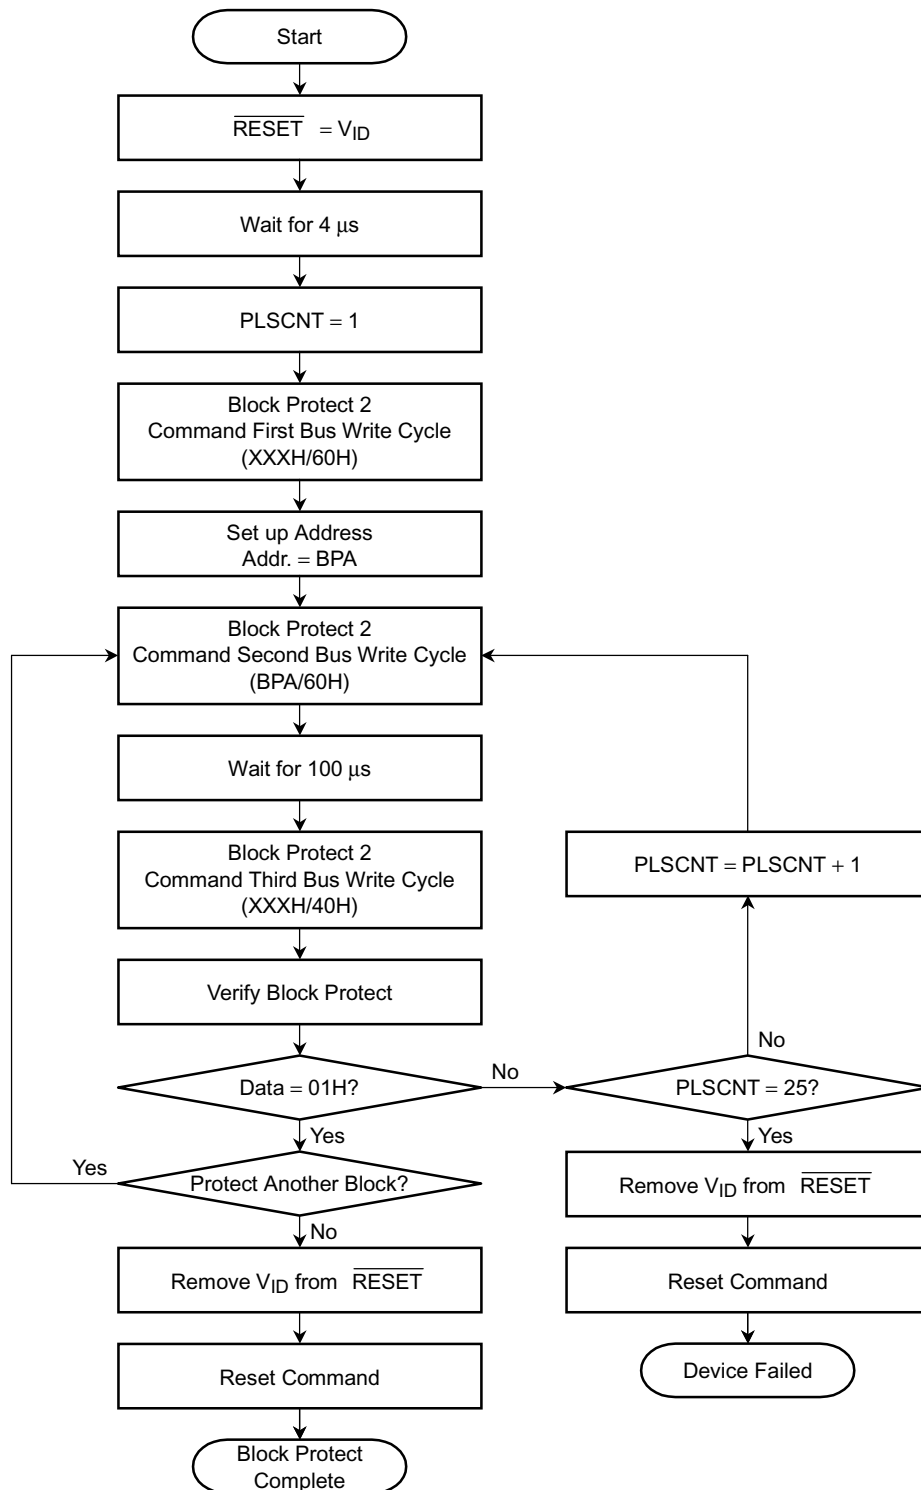 Start
RESET = VID
Wait for 4 μs
PLSCNT = 1
Block Protect 2
Command First Bus Write Cycle
(XXXH/60H)
Set up Address
Addr. = BPA
Block Protect 2
Command Second Bus Write Cycle
(BPA/60H)
Wait for 100 μs
Block Protect 2
Command Third Bus Write Cycle
(XXXH/40H)
PLSCNT = PLSCNT + 1
Verify Block Protect
No
Data = 01H?
No
PLSCNT = 25?
Yes
Yes
Yes
Protect Another Block?
Remove VID from RESET
No
Remove VID from RESET
Reset Command
Reset Command
Device Failed
Block Protect
Complete